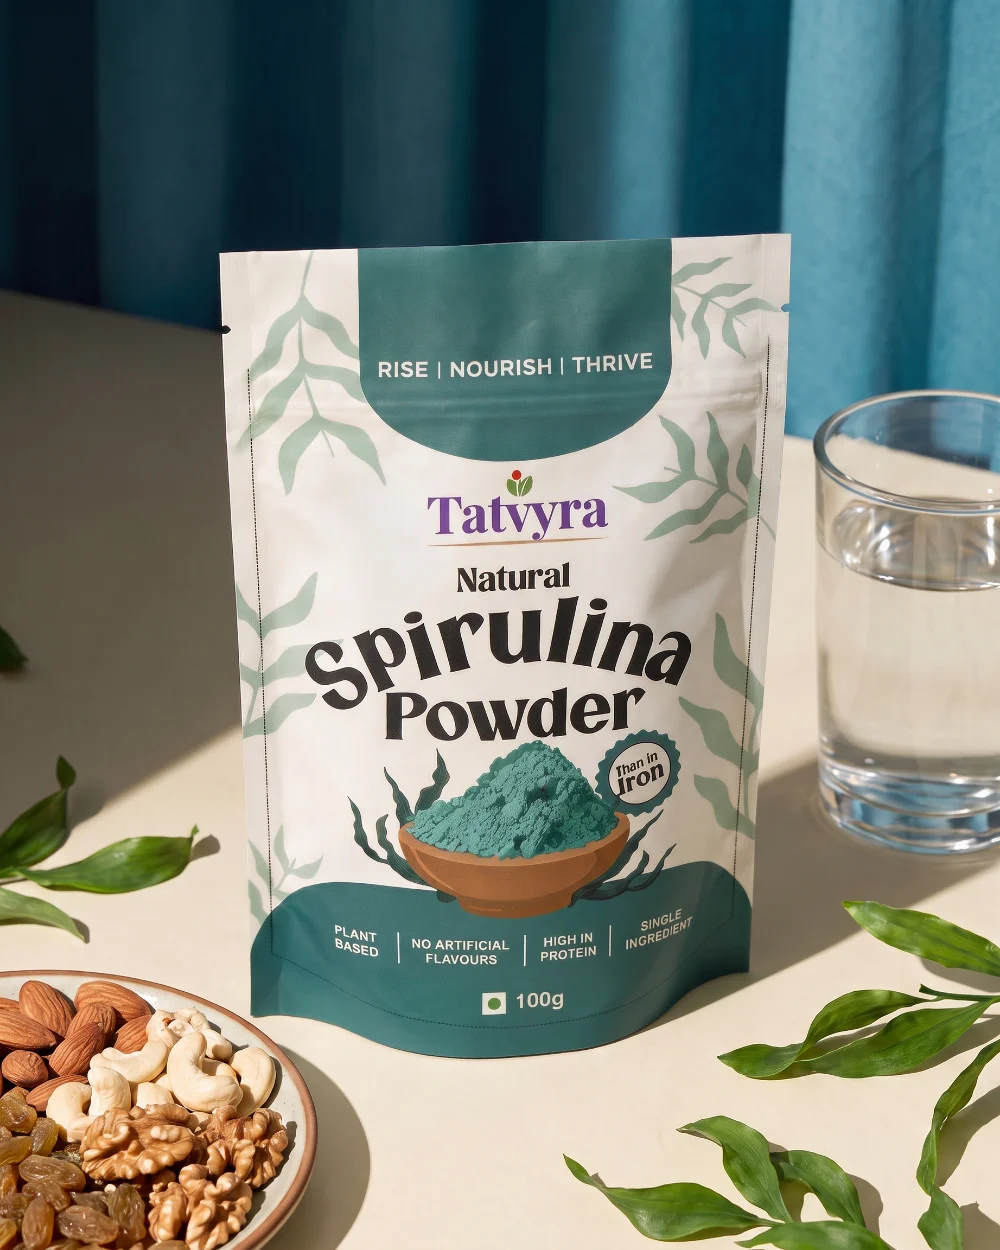 RISE | NOURISH | THRIVE
Tatvyra
Natural
Spirulina
Powder
Than in
Iron
PLANT
BASED
NO ARTIFICIAL
FLAVOURS
HIGH IN
PROTEIN
SINGLE
INGREDIENT
100g